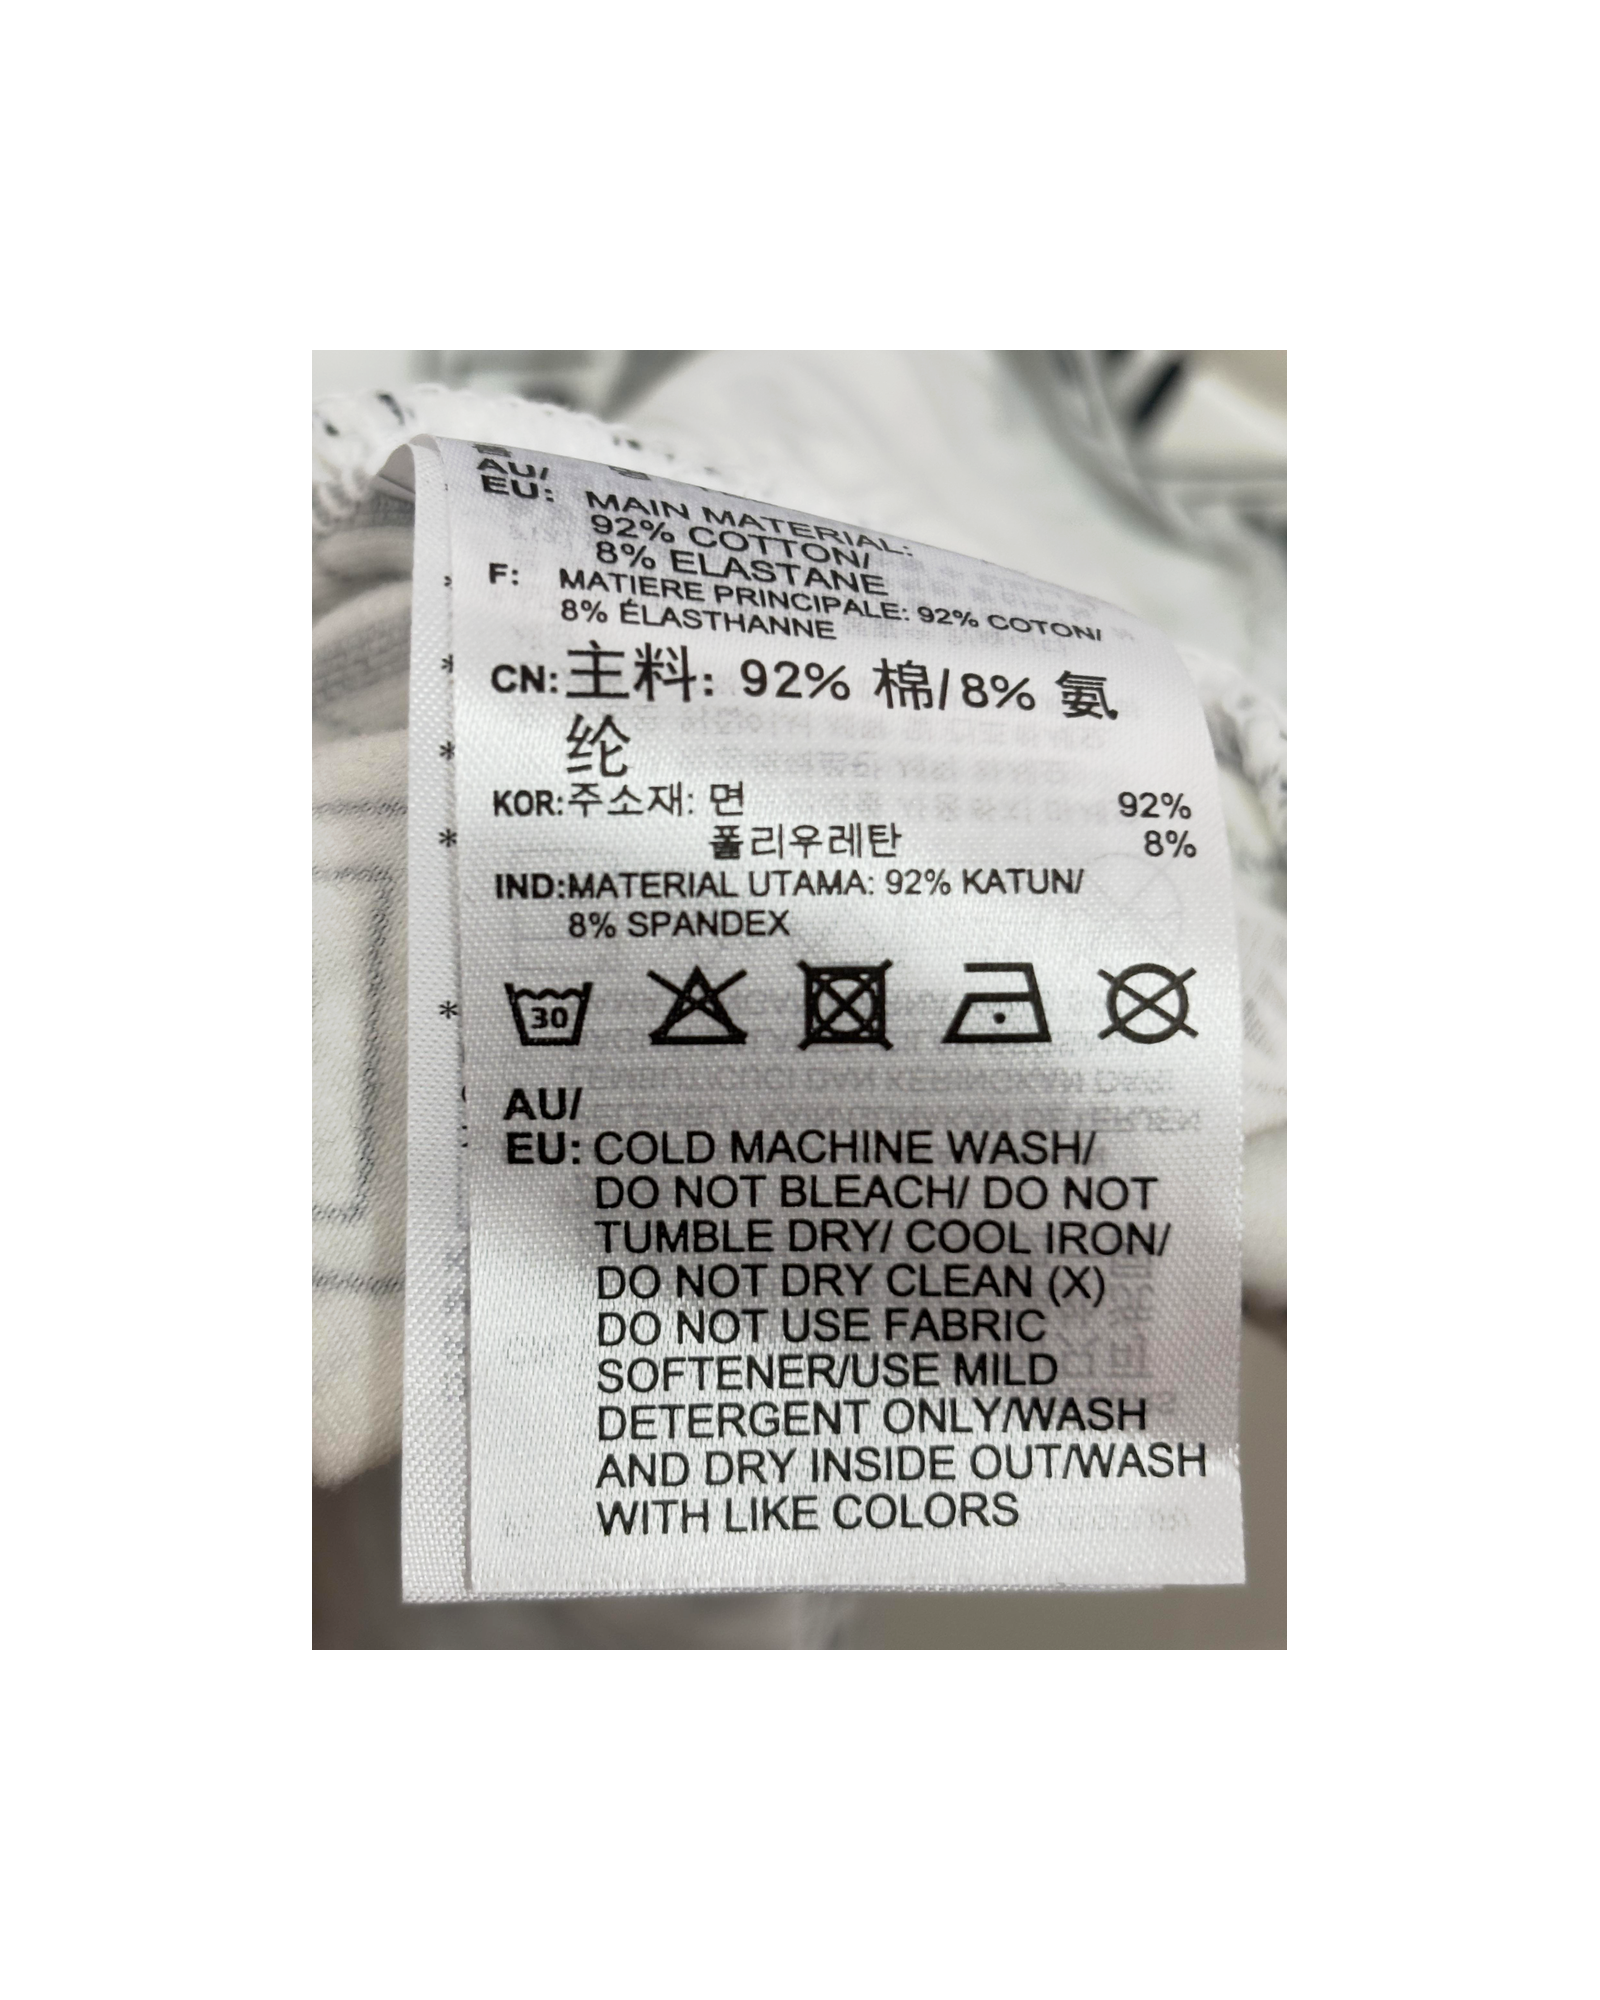 AU/
EU: MAIN MATERIAL:
92% COTTON/
8% ELASTANE
F: MATIERE PRINCIPALE: 92% COTON/
8% ÉLASTHANNE
CN:主料: 92% 棉/8% 氨
纶
KOR:주소재: 면 92%
폴리우레탄 8%
IND:MATERIAL UTAMA: 92% KATUN/
8% SPANDEX
30
AU/
EU: COLD MACHINE WASH/
DO NOT BLEACH/ DO NOT
TUMBLE DRY/ COOL IRON/
DO NOT DRY CLEAN (X)
DO NOT USE FABRIC
SOFTENER/USE MILD
DETERGENT ONLY/WASH
AND DRY INSIDE OUT/WASH
WITH LIKE COLORS